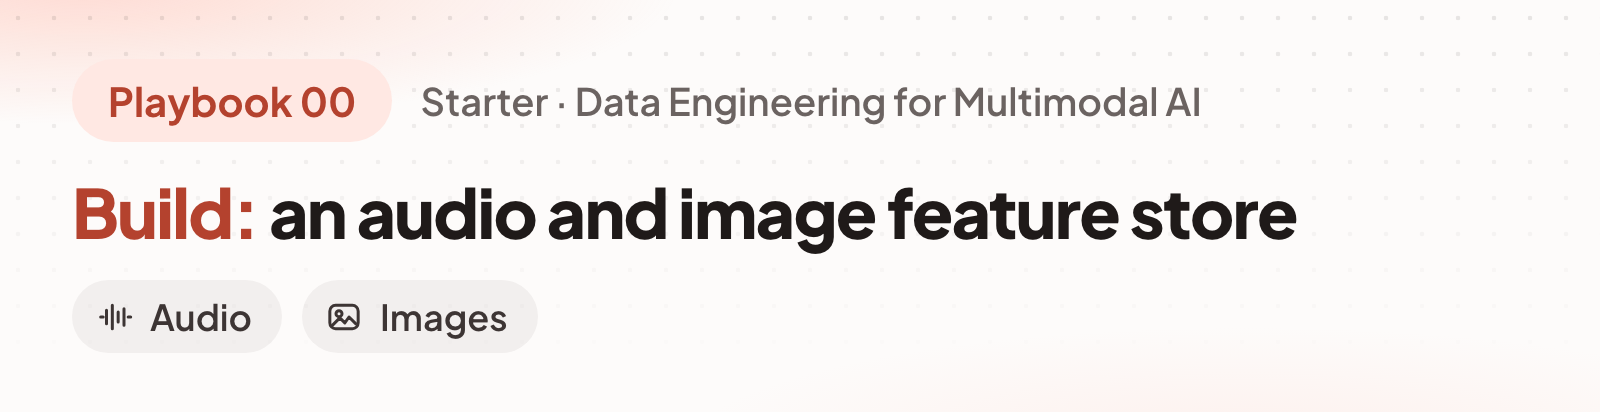 Playbook 00 Starter · Data Engineering for Multimodal AI
Build: an audio and image feature store
Audio Images